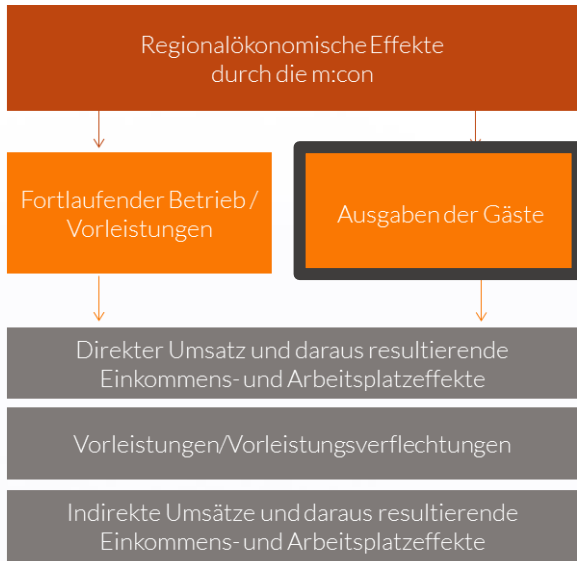 Regionalökonomische Effekte
durch die m:con
Fortlaufender Betrieb /
Vorleistungen
Ausgaben der Gäste
Direkter Umsatz und daraus resultierende
Einkommens- und Arbeitsplatzeffekte
Vorleistungen/Vorleistungsverflechtungen
Indirekte Umsätze und daraus resultierende
Einkommens- und Arbeitsplatzeffekte